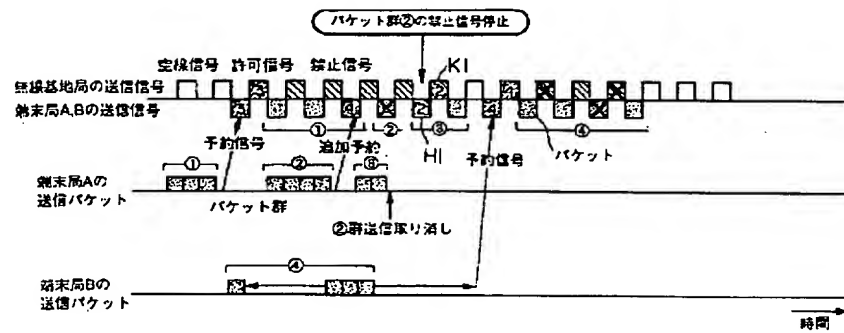 パケット群②の禁止信号停止
空線信号 許可信号 禁止信号
KI
無線基地局の送信信号
端末局A,Bの送信信号
① ② ③ ④
予約信号
追加予約
HI
予約信号
パケット
① ② ③
端末局Aの
送信パケット
パケット群
②群送信取り消し
④
端末局Bの
送信パケット
時間